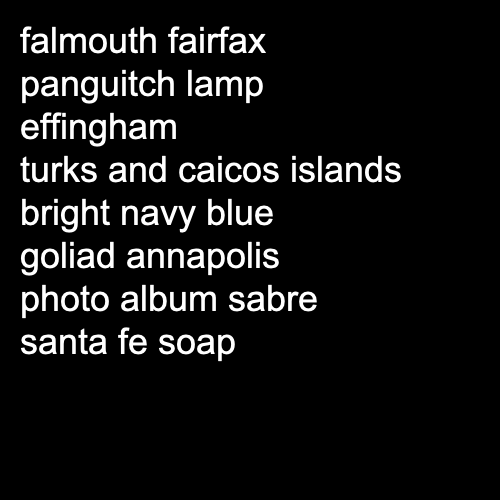 falmouth fairfax
panguitch lamp
effingham
turks and caicos islands
bright navy blue
goliad annapolis
photo album sabre
santa fe soap